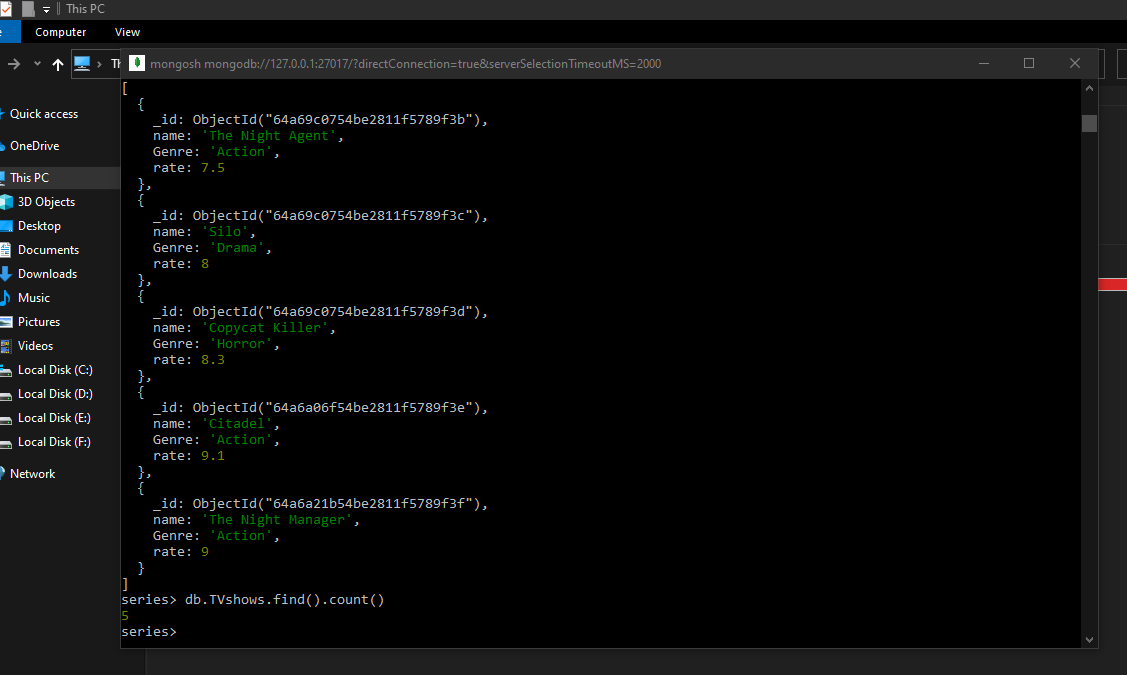 This PC
Computer View
mongosh mongodb://127.0.0.1:27017/?directConnection=true&serverSelectionTimeoutMS=2000
Quick access
OneDrive
This PC
3D Objects
Desktop
Documents
Downloads
Music
Pictures
Videos
Local Disk (C:)
Local Disk (D:)
Local Disk (E:)
Local Disk (F:)
Network
[
  {
    _id: ObjectId("64a69c0754be2811f5789f3b"),
    name: 'The Night Agent',
    Genre: 'Action',
    rate: 7.5
  },
  {
    _id: ObjectId("64a69c0754be2811f5789f3c"),
    name: 'Silo',
    Genre: 'Drama',
    rate: 8
  },
  {
    _id: ObjectId("64a69c0754be2811f5789f3d"),
    name: 'Copycat Killer',
    Genre: 'Horror',
    rate: 8.3
  },
  {
    _id: ObjectId("64a6a06f54be2811f5789f3e"),
    name: 'Citadel',
    Genre: 'Action',
    rate: 9.1
  },
  {
    _id: ObjectId("64a6a21b54be2811f5789f3f"),
    name: 'The Night Manager',
    Genre: 'Action',
    rate: 9
  }
]
series> db.TVshows.find().count()
5
series>